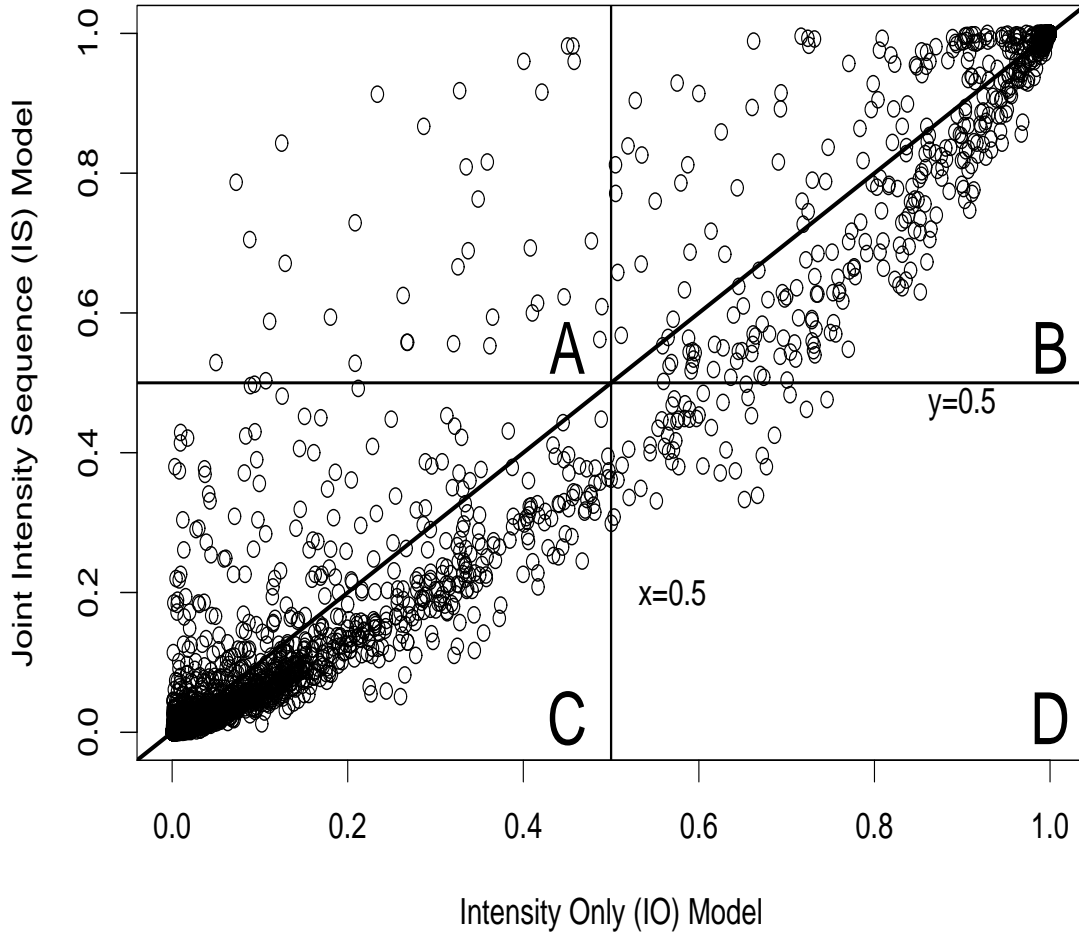 Joint Intensity Sequence (IS) Model
1.0
0.8
0.6
0.4
0.2
0.0
A
B
y=0.5
x=0.5
C
D
0.0 0.2 0.4 0.6 0.8 1.0
Intensity Only (IO) Model